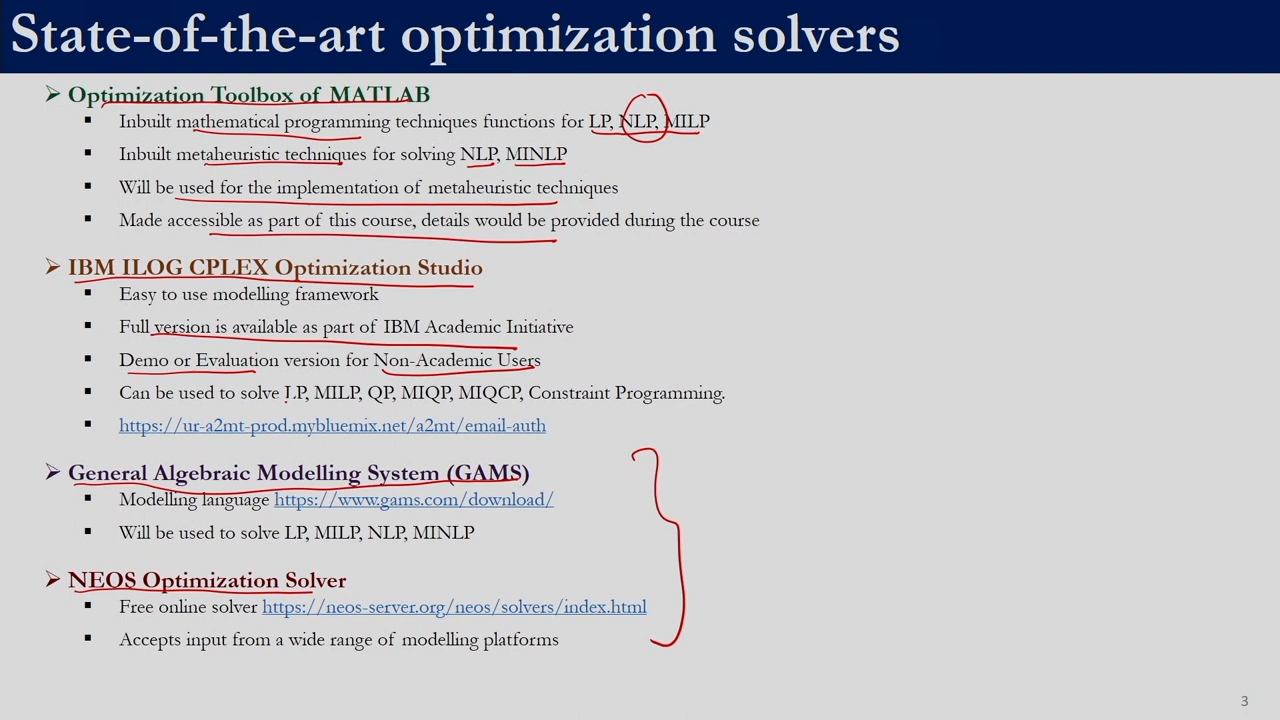 State-of-the-art optimization solvers
Optimization Toolbox of MATLAB
Inbuilt mathematical programming techniques functions for LP, NLP, MILP
Inbuilt metaheuristic techniques for solving NLP, MINLP
Will be used for the implementation of metaheuristic techniques
Made accessible as part of this course, details would be provided during the course
IBM ILOG CPLEX Optimization Studio
Easy to use modelling framework
Full version is available as part of IBM Academic Initiative
Demo or Evaluation version for Non-Academic Users
Can be used to solve LP, MILP, QP, MIQP, MIQCP, Constraint Programming.
https://ur-a2mt-prod.mybluemix.net/a2mt/email-auth
General Algebraic Modelling System (GAMS)
Modelling language https://www.gams.com/download/
Will be used to solve LP, MILP, NLP, MINLP
NEOS Optimization Solver
Free online solver https://neos-server.org/neos/solvers/index.html
Accepts input from a wide range of modelling platforms
3